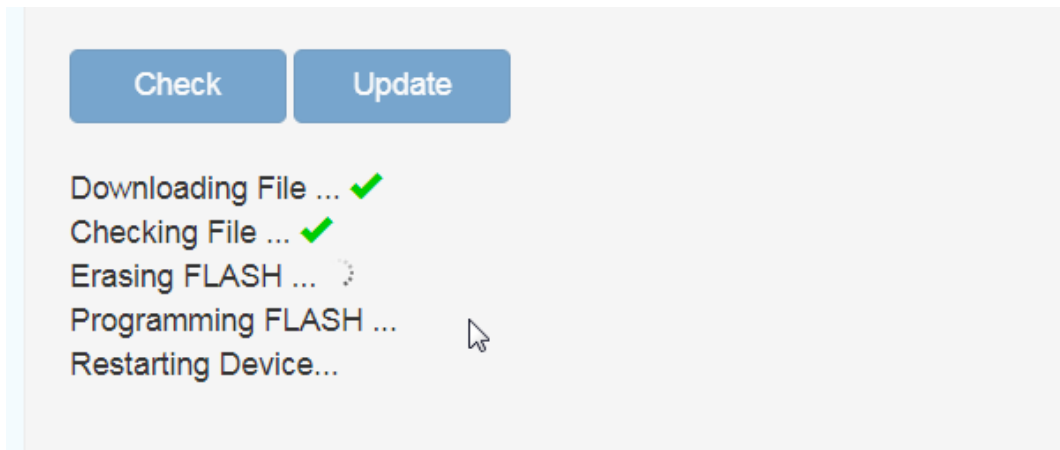 Check Update
Downloading File ...
Checking File ...
Erasing FLASH ...
Programming FLASH ...
Restarting Device...